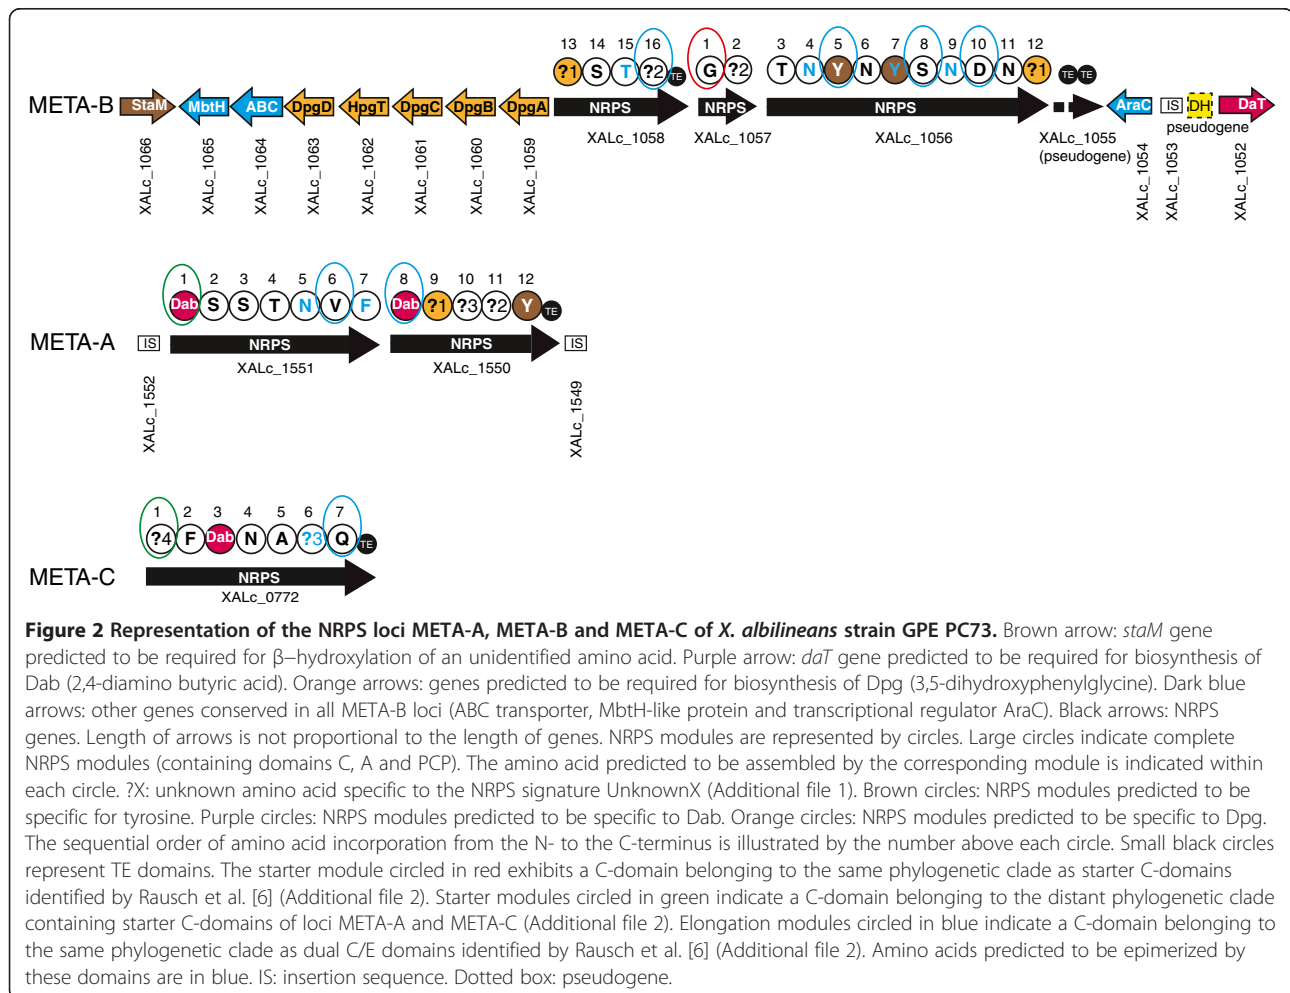 13 14 15 16 1 2 3 4 5 6 7 8 9 10 11 12
?1 S T ?2 TE G ?2 T N Y N Y S N D N ?1 TE TE
META-B StaM MbtH ABC DpgD HpgT DpgC DpgB DpgA NRPS NRPS NRPS AraC IS DH DaT
pseudogene
XALc_1058 XALc_1057 XALc_1056 XALc_1055
(pseudogene)
XALc_1066 XALc_1065 XALc_1064 XALc_1063 XALc_1062 XALc_1061 XALc_1060 XALc_1059 XALc_1054 XALc_1053 XALc_1052
1 2 3 4 5 6 7 8 9 10 11 12
Dab S S T N V F Dab ?1 ?3 ?2 Y TE
META-A IS NRPS NRPS IS
XALc_1551 XALc_1550
XALc_1552 XALc_1549
1 2 3 4 5 6 7
?4 F Dab N A ?3 Q TE
META-C NRPS
XALc_0772
Figure 2 Representation of the NRPS loci META-A, META-B and META-C of X. albilineans strain GPE PC73. Brown arrow: staM gene
predicted to be required for β–hydroxylation of an unidentified amino acid. Purple arrow: daT gene predicted to be required for biosynthesis of
Dab (2,4-diamino butyric acid). Orange arrows: genes predicted to be required for biosynthesis of Dpg (3,5-dihydroxyphenylglycine). Dark blue
arrows: other genes conserved in all META-B loci (ABC transporter, MbtH-like protein and transcriptional regulator AraC). Black arrows: NRPS
genes. Length of arrows is not proportional to the length of genes. NRPS modules are represented by circles. Large circles indicate complete
NRPS modules (containing domains C, A and PCP). The amino acid predicted to be assembled by the corresponding module is indicated within
each circle. ?X: unknown amino acid specific to the NRPS signature UnknownX (Additional file 1). Brown circles: NRPS modules predicted to be
specific for tyrosine. Purple circles: NRPS modules predicted to be specific to Dab. Orange circles: NRPS modules predicted to be specific to Dpg.
The sequential order of amino acid incorporation from the N- to the C-terminus is illustrated by the number above each circle. Small black circles
represent TE domains. The starter module circled in red exhibits a C-domain belonging to the same phylogenetic clade as starter C-domains
identified by Rausch et al. [6] (Additional file 2). Starter modules circled in green indicate a C-domain belonging to the distant phylogenetic clade
containing starter C-domains of loci META-A and META-C (Additional file 2). Elongation modules circled in blue indicate a C-domain belonging to
the same phylogenetic clade as dual C/E domains identified by Rausch et al. [6] (Additional file 2). Amino acids predicted to be epimerized by
these domains are in blue. IS: insertion sequence. Dotted box: pseudogene.